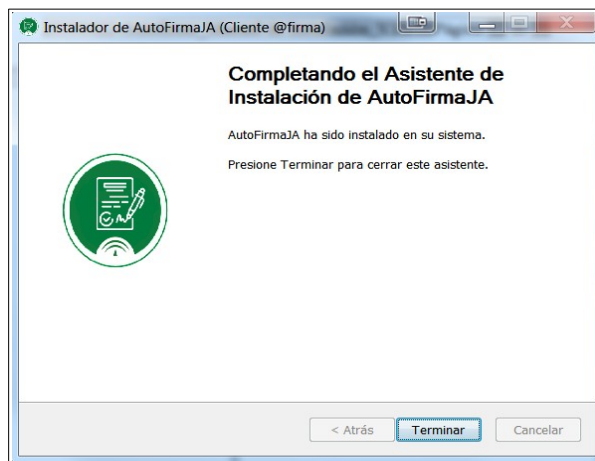 Instalador de AutoFirmaJA (Cliente @firma)
Completando el Asistente de
Instalación de AutoFirmaJA
AutoFirmaJA ha sido instalado en su sistema.
Presione Terminar para cerrar este asistente.
< Atrás
Terminar
Cancelar